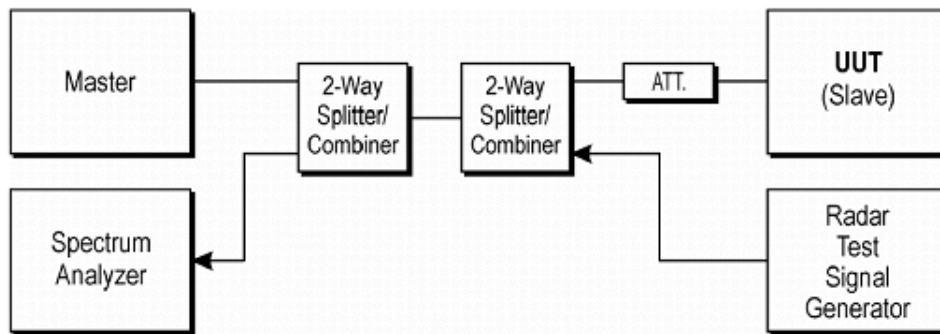 Master
2-Way
Splitter/
Combiner
2-Way
Splitter/
Combiner
ATT.
UUT
(Slave)
Spectrum
Analyzer
Radar
Test
Signal
Generator